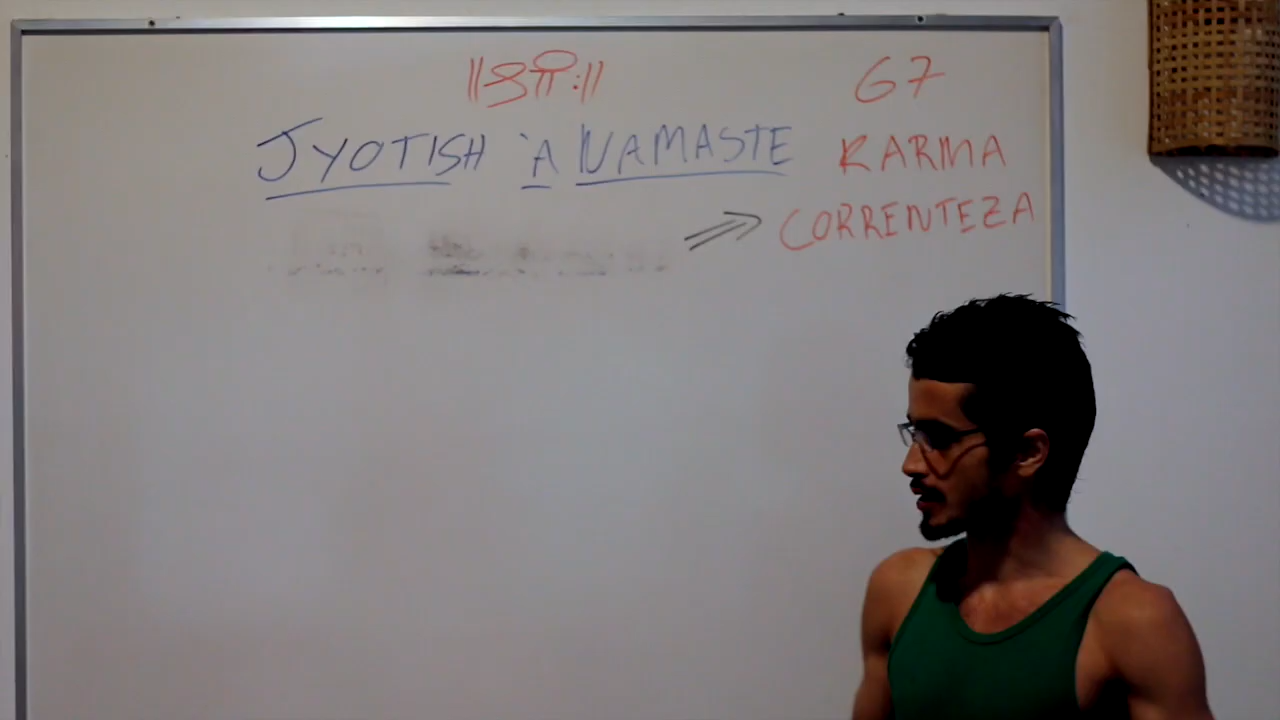 67
JYOTISH À NAMASTE
KARMA
⇒ CORRENTEZA